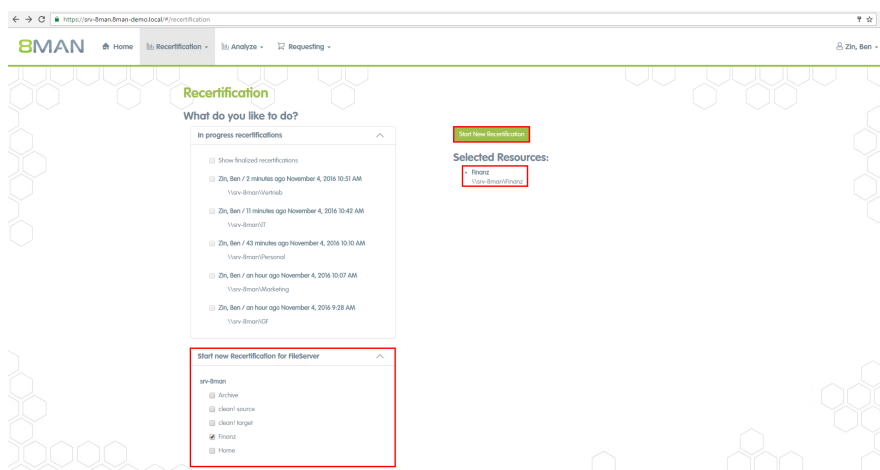 https://srv-8man.8man-demo.local/#/recertification
8MAN
Home
Recertification
Analyze
Requesting
Zin, Ben
Recertification
What do you like to do?
In progress recertifications
Show finalized recertifications
Zin, Ben / 2 minutes ago November 4, 2016 10:51 AM
\\srv-8man\Vertrieb
Zin, Ben / 11 minutes ago November 4, 2016 10:42 AM
\\srv-8man\IT
Zin, Ben / 43 minutes ago November 4, 2016 10:10 AM
\\srv-8man\Personal
Zin, Ben / an hour ago November 4, 2016 10:07 AM
\\srv-8man\Marketing
Zin, Ben / an hour ago November 4, 2016 9:28 AM
\\srv-8man\GF
Start new Recertification for FileServer
srv-8man
Archive
clean! source
clean! target
Finanz
Home
Start New Recertification
Selected Resources:
Finanz
\\srv-8man\Finanz